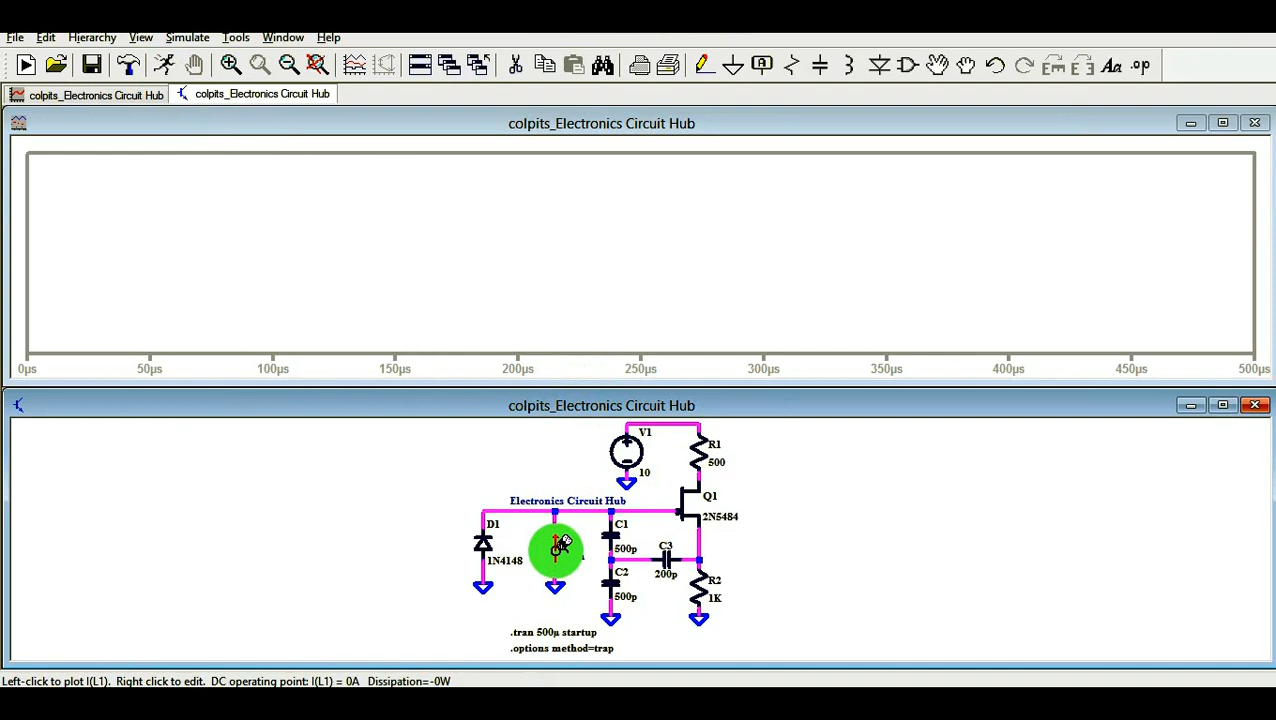 File Edit Hierarchy View Simulate Tools Window Help
Aa .op
colpits_Electronics Circuit Hub colpits_Electronics Circuit Hub
colpits_Electronics Circuit Hub
0µs 50µs 100µs 150µs 200µs 250µs 300µs 350µs 400µs 450µs 500µs
colpits_Electronics Circuit Hub
V1
10
R1
500
Electronics Circuit Hub
Q1
2N5484
D1
1N4148
C1
500p
C3
200p
C2
500p
R2
1K
.tran 500µ startup
.options method=trap
Left-click to plot I(L1). Right click to edit. DC operating point: I(L1) = 0A Dissipation=-0W